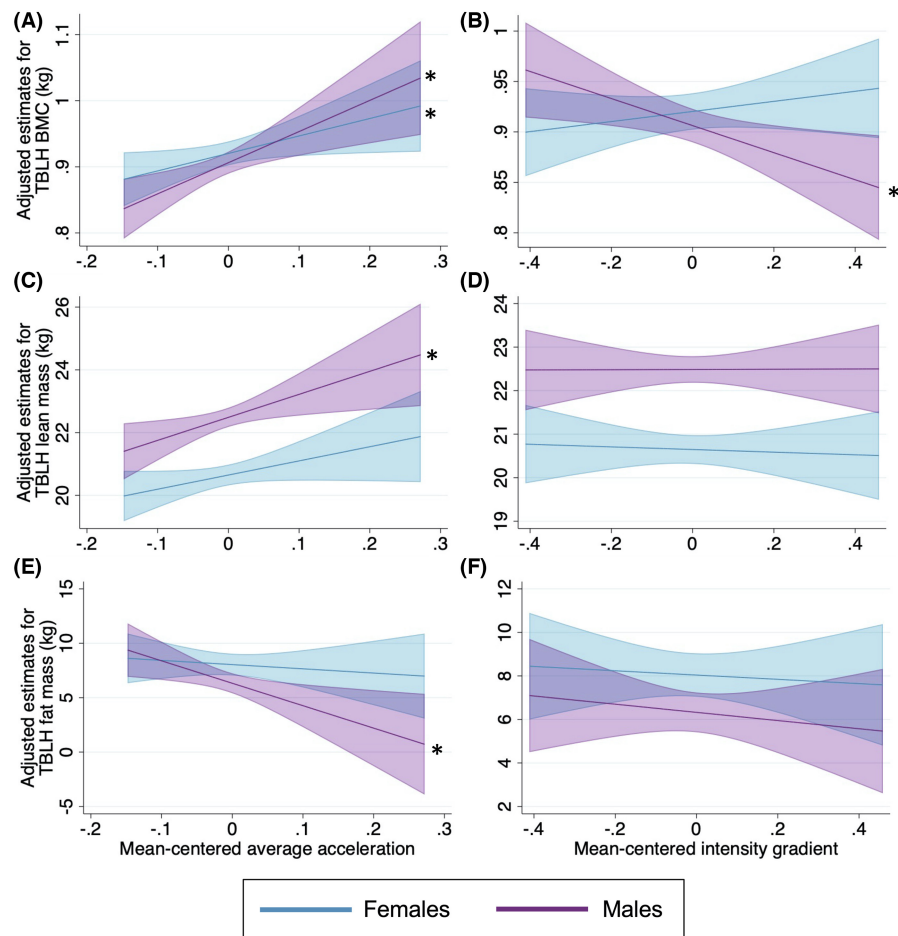 (A)
Adjusted estimates for
TBLH BMC (kg)
1.1
1
.9
.8
-.2 -.1 0 .1 .2 .3
*
*
(B)
1
.95
.9
.85
.8
-.4 -.2 0 .2 .4
*
(C)
Adjusted estimates for
TBLH lean mass (kg)
26
24
22
20
-.2 -.1 0 .1 .2 .3
*
(D)
24
23
22
21
20
19
-.4 -.2 0 .2 .4
(E)
Adjusted estimates for
TBLH fat mass (kg)
15
10
5
0
-5
-.2 -.1 0 .1 .2 .3
*
Mean-centered average acceleration
(F)
12
10
8
6
4
2
-.4 -.2 0 .2 .4
Mean-centered intensity gradient
Females Males